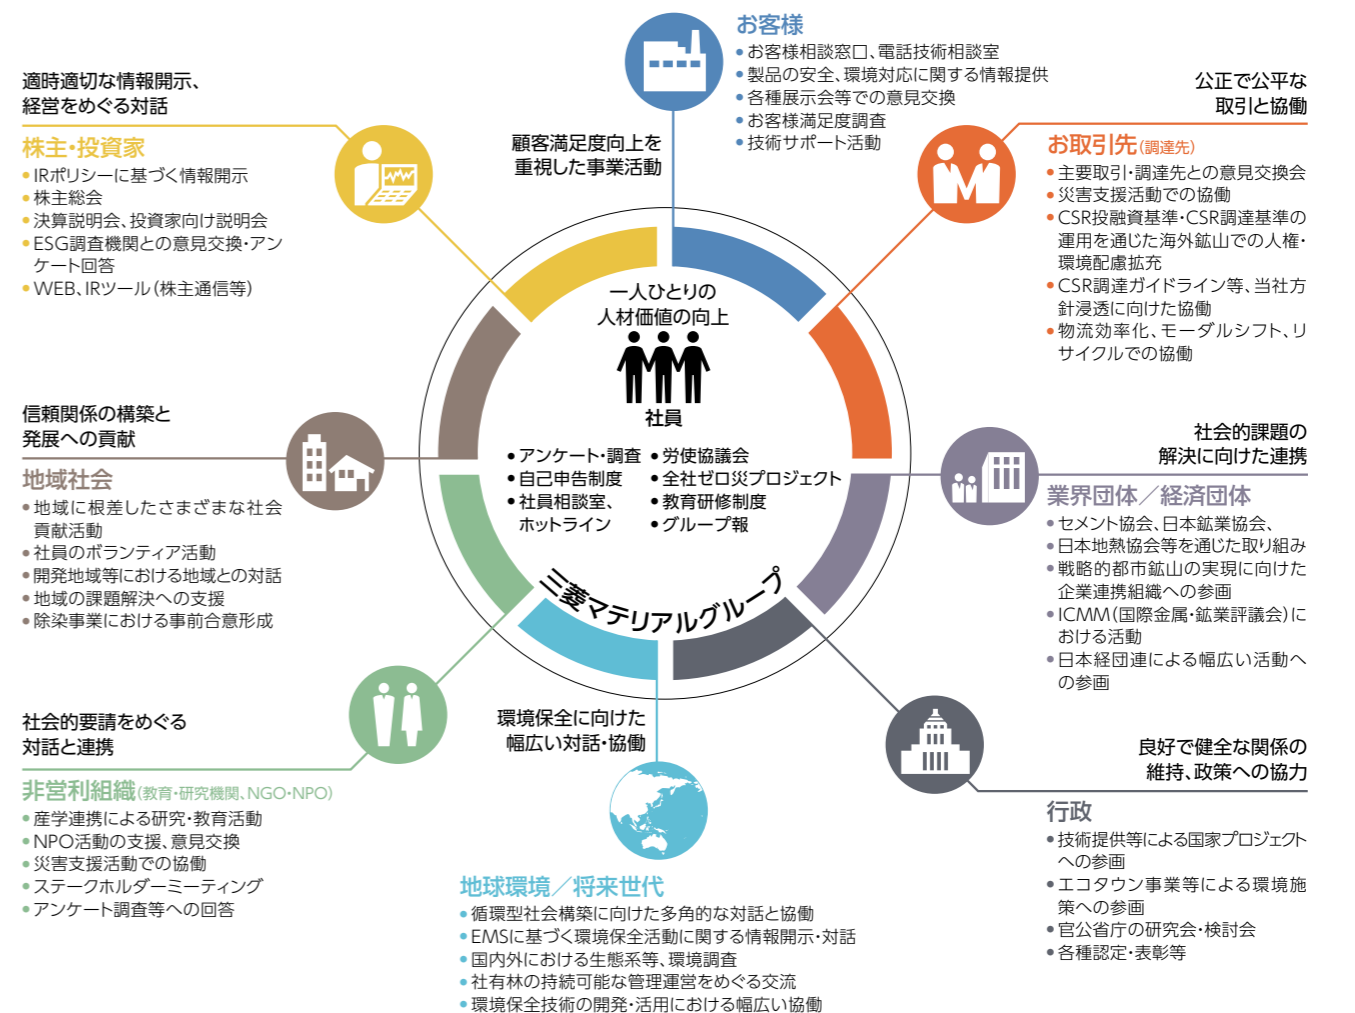 お客様
• お客様相談窓口、電話技術相談室
• 製品の安全、環境対応に関する情報提供
• 各種展示会等での意見交換
• お客様満足度調査
• 技術サポート活動
顧客満足度向上を
重視した事業活動
適時適切な情報開示、
経営をめぐる対話
株主・投資家
• IRポリシーに基づく情報開示
• 株主総会
• 決算説明会、投資家向け説明会
• ESG調査機関との意見交換・アン
ケート回答
• WEB、IRツール（株主通信等）
公正で公平な
取引と協働
お取引先（調達先）
• 主要取引・調達先との意見交換会
• 災害支援活動での協働
• CSR投融資基準・CSR調達基準の
運用を通じた海外鉱山での人権・
環境配慮拡充
• CSR調達ガイドライン等、当社方
針浸透に向けた協働
• 物流効率化、モーダルシフト、リ
サイクルでの協働
一人ひとりの
人材価値の向上
社員
• アンケート・調査
• 自己申告制度
• 社員相談室、
ホットライン
• 労使協議会
• 全社ゼロ災プロジェクト
• 教育研修制度
• グループ報
三菱マテリアルグループ
信頼関係の構築と
発展への貢献
地域社会
• 地域に根差したさまざまな社会
貢献活動
• 社員のボランティア活動
• 開発地域等における地域との対話
• 地域の課題解決への支援
• 除染事業における事前合意形成
社会的課題の
解決に向けた連携
業界団体／経済団体
• セメント協会、日本鉱業協会、
• 日本地熱協会等を通じた取り組み
• 戦略的都市鉱山の実現に向けた
企業連携組織への参画
• ICMM（国際金属・鉱業評議会）に
おける活動
• 日本経団連による幅広い活動へ
の参画
社会的要請をめぐる
対話と連携
非営利組織（教育・研究機関、NGO・NPO）
• 産学連携による研究・教育活動
• NPO活動の支援、意見交換
• 災害支援活動での協働
• ステークホルダーミーティング
• アンケート調査等への回答
環境保全に向けた
幅広い対話・協働
地球環境／将来世代
• 循環型社会構築に向けた多角的な対話と協働
• EMSに基づく環境保全活動に関する情報開示・対話
• 国内外における生態系等、環境調査
• 社有林の持続可能な管理運営をめぐる交流
• 環境保全技術の開発・活用における幅広い協働
良好で健全な関係の
維持、政策への協力
行政
• 技術提供等による国家プロジェクト
への参画
• エコタウン事業等による環境施
策への参画
• 官公省庁の研究会・検討会
• 各種認定・表彰等